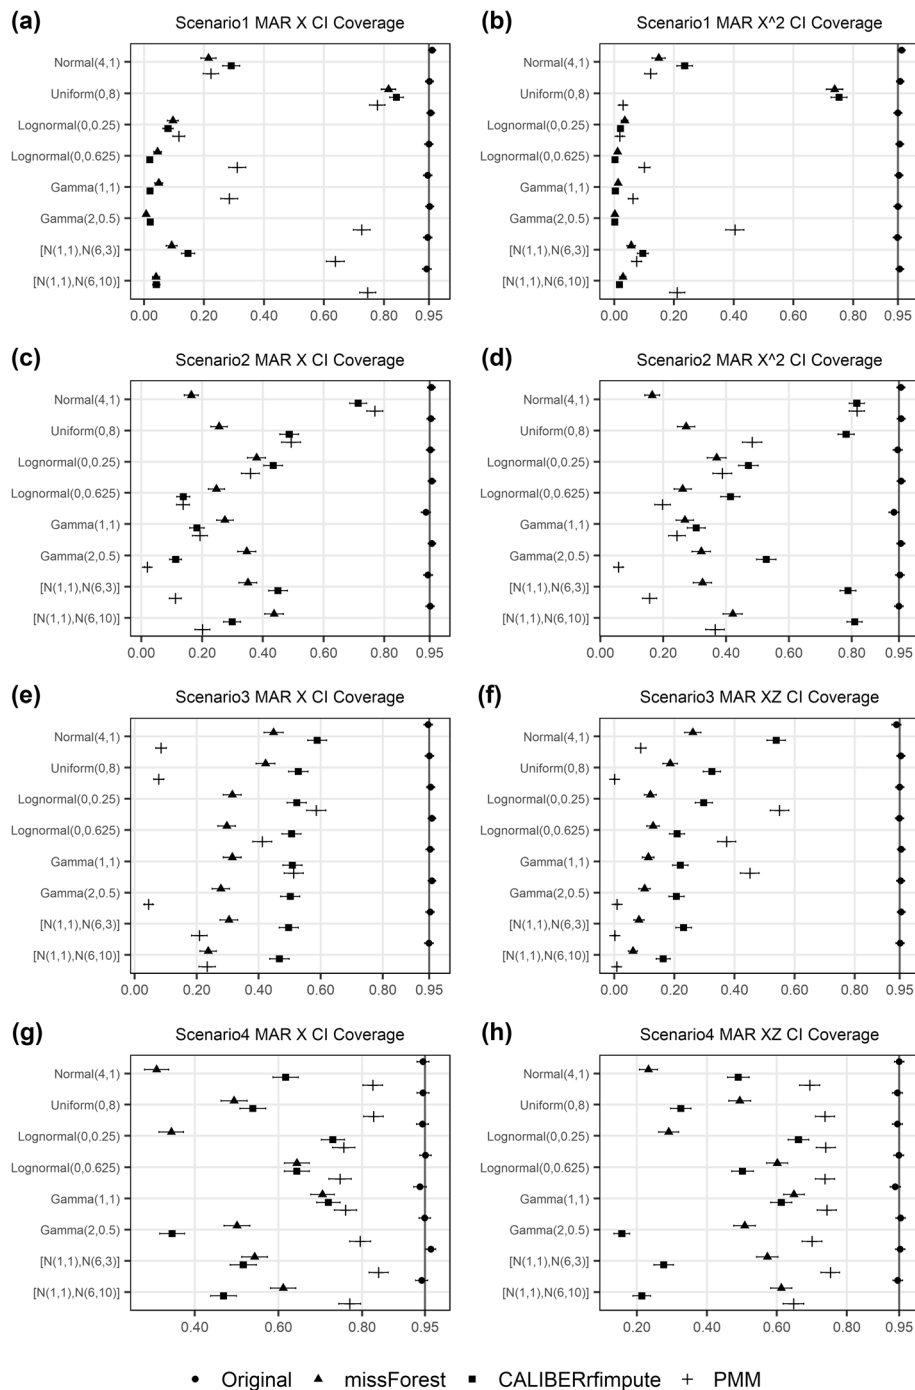 (a) Scenario1 MAR X CI Coverage
Normal(4,1)
Uniform(0,8)
Lognormal(0,0.25)
Lognormal(0,0.625)
Gamma(1,1)
Gamma(2,0.5)
[N(1,1),N(6,3)]
[N(1,1),N(6,10)]
0.00 0.20 0.40 0.60 0.80 0.95
(b) Scenario1 MAR X^2 CI Coverage
Normal(4,1)
Uniform(0,8)
Lognormal(0,0.25)
Lognormal(0,0.625)
Gamma(1,1)
Gamma(2,0.5)
[N(1,1),N(6,3)]
[N(1,1),N(6,10)]
0.00 0.20 0.40 0.60 0.80 0.95
(c) Scenario2 MAR X CI Coverage
Normal(4,1)
Uniform(0,8)
Lognormal(0,0.25)
Lognormal(0,0.625)
Gamma(1,1)
Gamma(2,0.5)
[N(1,1),N(6,3)]
[N(1,1),N(6,10)]
0.00 0.20 0.40 0.60 0.80 0.95
(d) Scenario2 MAR X^2 CI Coverage
Normal(4,1)
Uniform(0,8)
Lognormal(0,0.25)
Lognormal(0,0.625)
Gamma(1,1)
Gamma(2,0.5)
[N(1,1),N(6,3)]
[N(1,1),N(6,10)]
0.00 0.20 0.40 0.60 0.80 0.95
(e) Scenario3 MAR X CI Coverage
Normal(4,1)
Uniform(0,8)
Lognormal(0,0.25)
Lognormal(0,0.625)
Gamma(1,1)
Gamma(2,0.5)
[N(1,1),N(6,3)]
[N(1,1),N(6,10)]
0.00 0.20 0.40 0.60 0.80 0.95
(f) Scenario3 MAR XZ CI Coverage
Normal(4,1)
Uniform(0,8)
Lognormal(0,0.25)
Lognormal(0,0.625)
Gamma(1,1)
Gamma(2,0.5)
[N(1,1),N(6,3)]
[N(1,1),N(6,10)]
0.00 0.20 0.40 0.60 0.80 0.95
(g) Scenario4 MAR X CI Coverage
Normal(4,1)
Uniform(0,8)
Lognormal(0,0.25)
Lognormal(0,0.625)
Gamma(1,1)
Gamma(2,0.5)
[N(1,1),N(6,3)]
[N(1,1),N(6,10)]
0.40 0.60 0.80 0.95
(h) Scenario4 MAR XZ CI Coverage
Normal(4,1)
Uniform(0,8)
Lognormal(0,0.25)
Lognormal(0,0.625)
Gamma(1,1)
Gamma(2,0.5)
[N(1,1),N(6,3)]
[N(1,1),N(6,10)]
0.20 0.40 0.60 0.80 0.95
Original missForest CALIBERrfimpute PMM